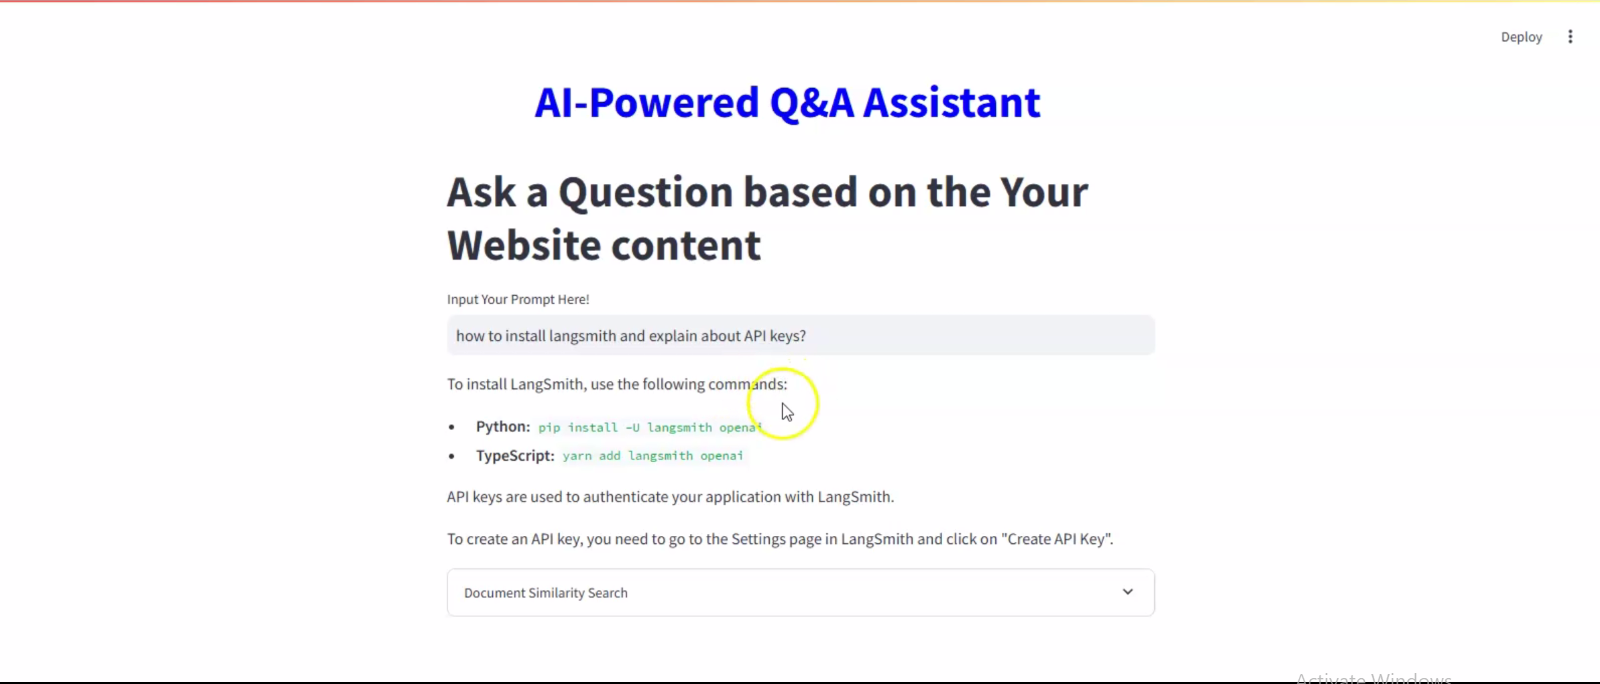 Deploy
AI-Powered Q&A Assistant
Ask a Question based on the Your
Website content
Input Your Prompt Here!
how to install langsmith and explain about API keys?
To install LangSmith, use the following commands:
Python: pip install -U langsmith openai
TypeScript: yarn add langsmith openai
API keys are used to authenticate your application with LangSmith.
To create an API key, you need to go to the Settings page in LangSmith and click on "Create API Key".
Document Similarity Search
Activate Windows